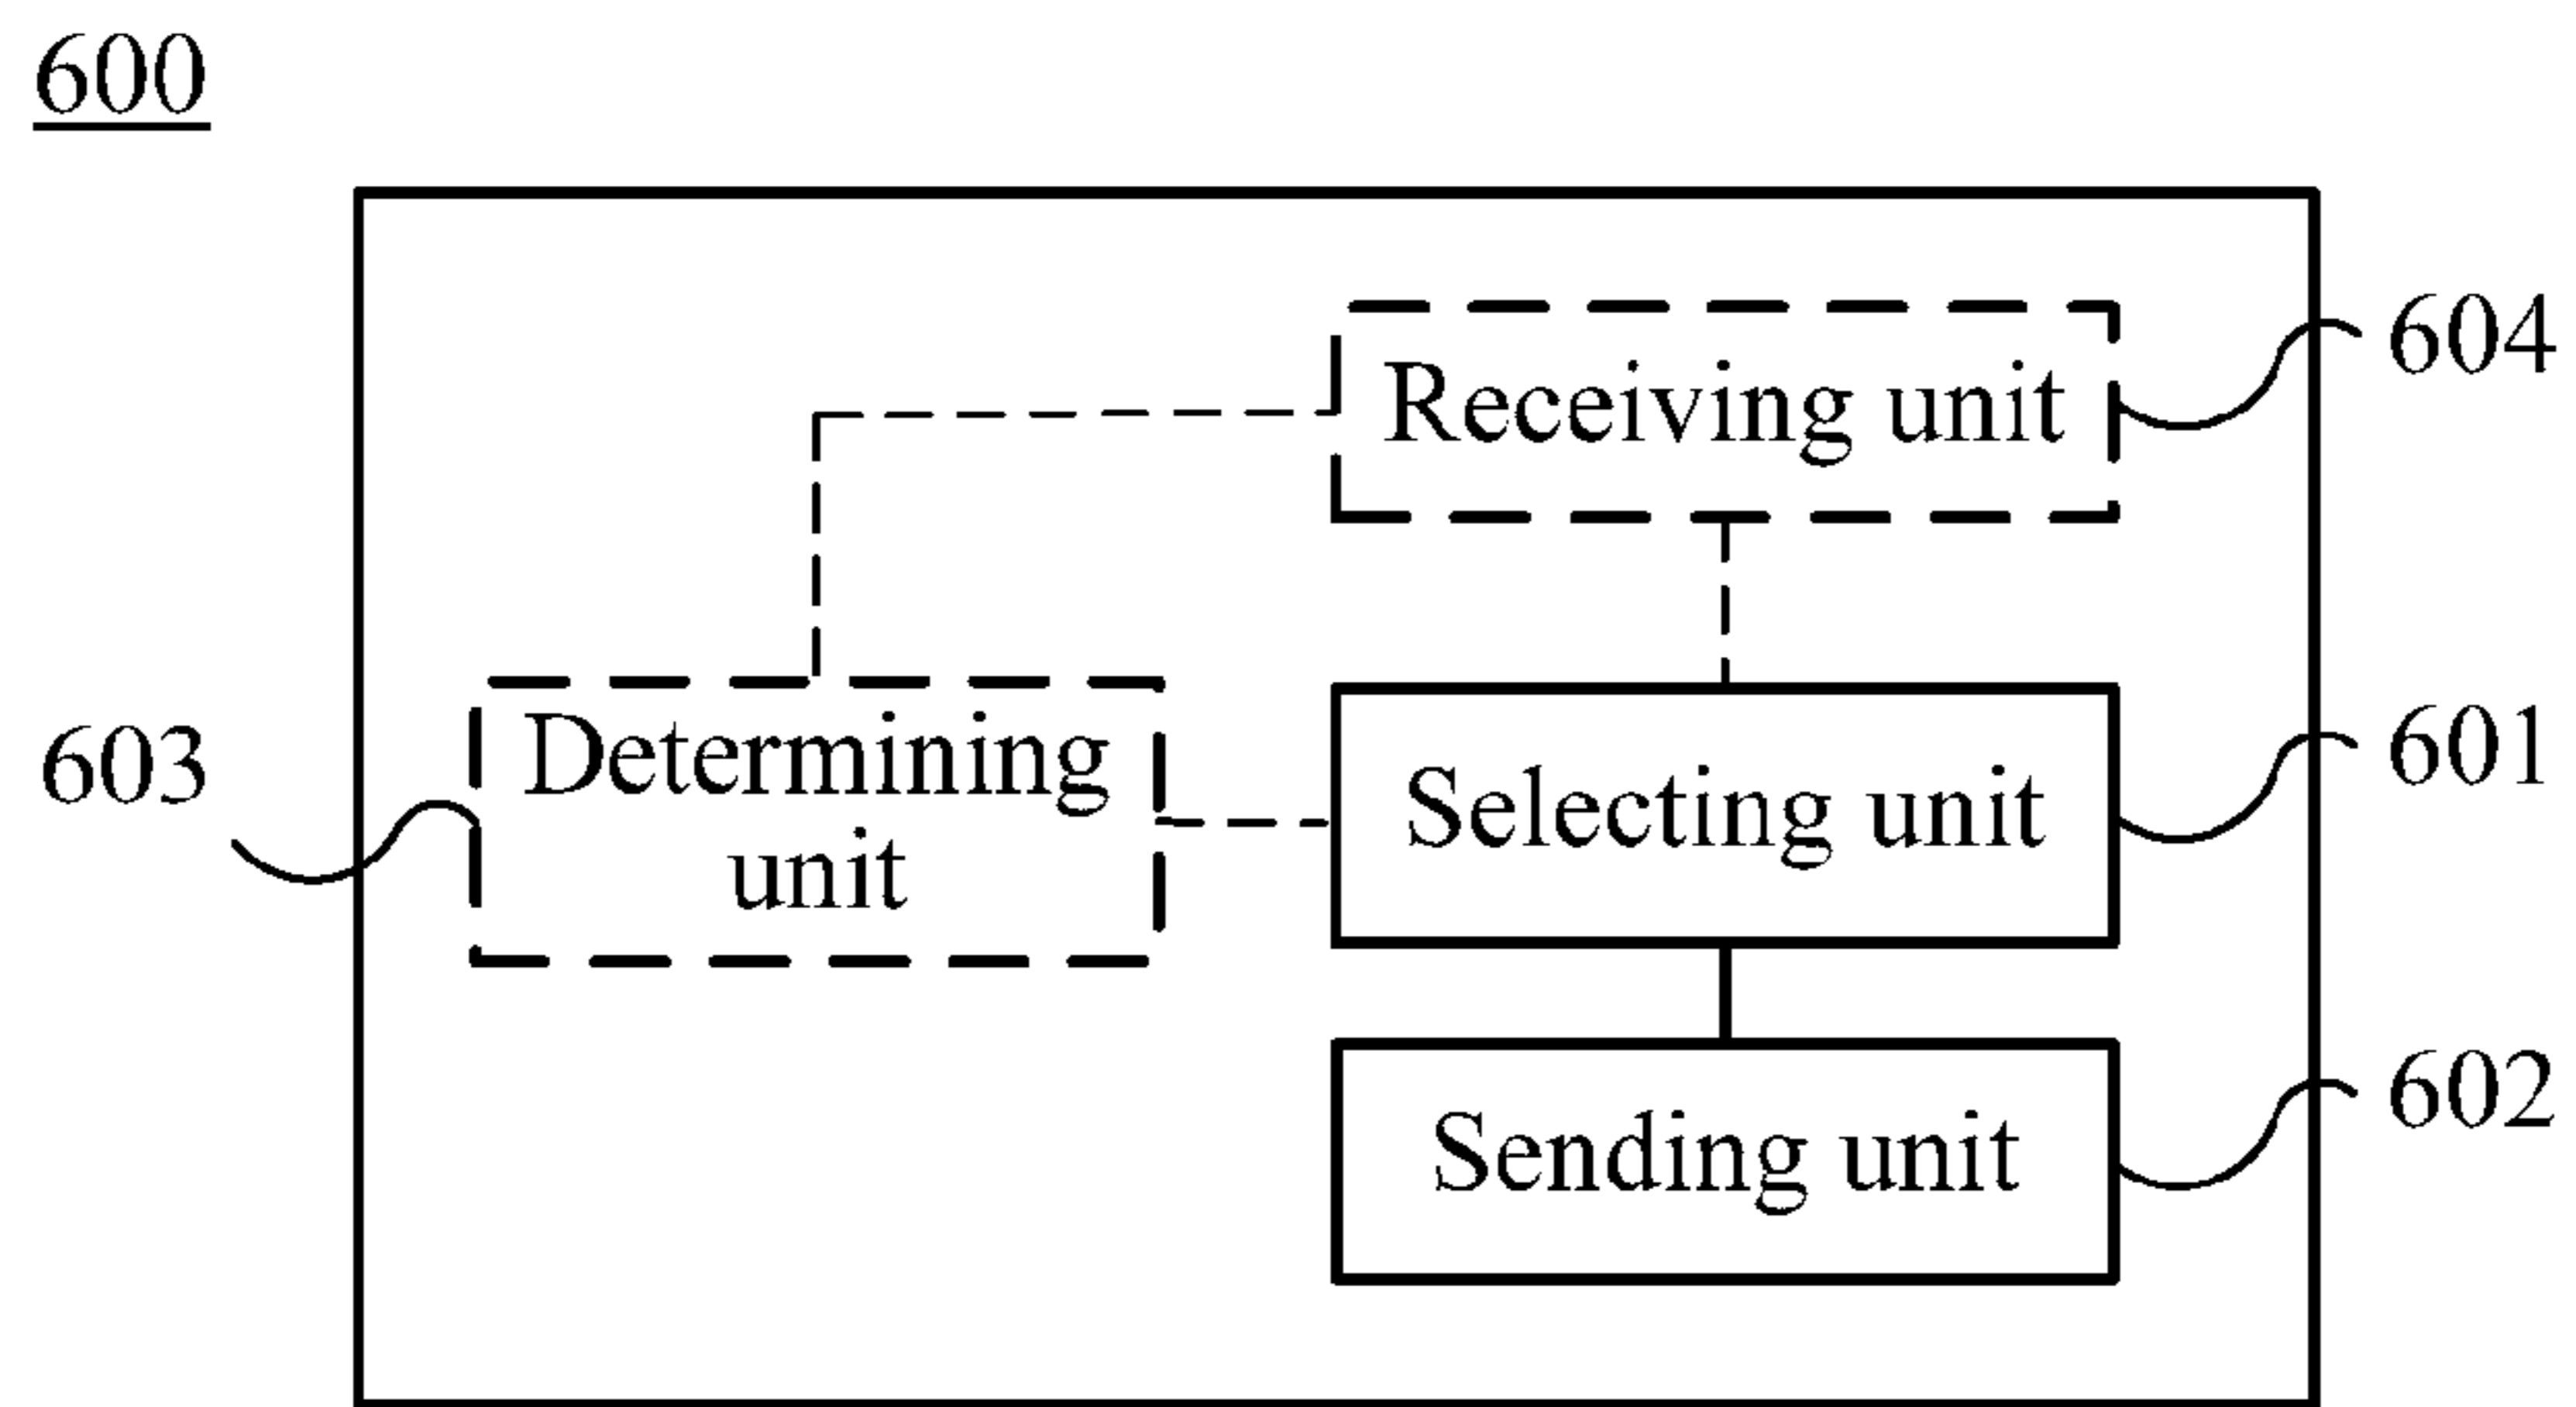 600
Receiving unit
604
603
Determining
unit
Selecting unit
601
Sending unit
602